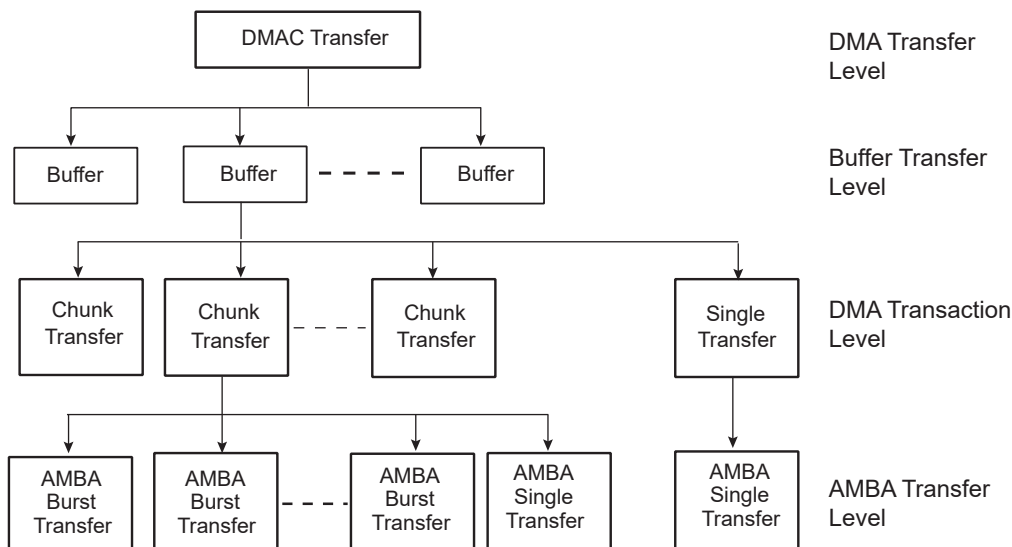 DMAC Transfer
DMA Transfer
Level
Buffer
Buffer
Buffer
Buffer Transfer
Level
Chunk
Transfer
Chunk
Transfer
Chunk
Transfer
Single
Transfer
DMA Transaction
Level
AMBA
Burst
Transfer
AMBA
Burst
Transfer
AMBA
Burst
Transfer
AMBA
Single
Transfer
AMBA
Single
Transfer
AMBA Transfer
Level